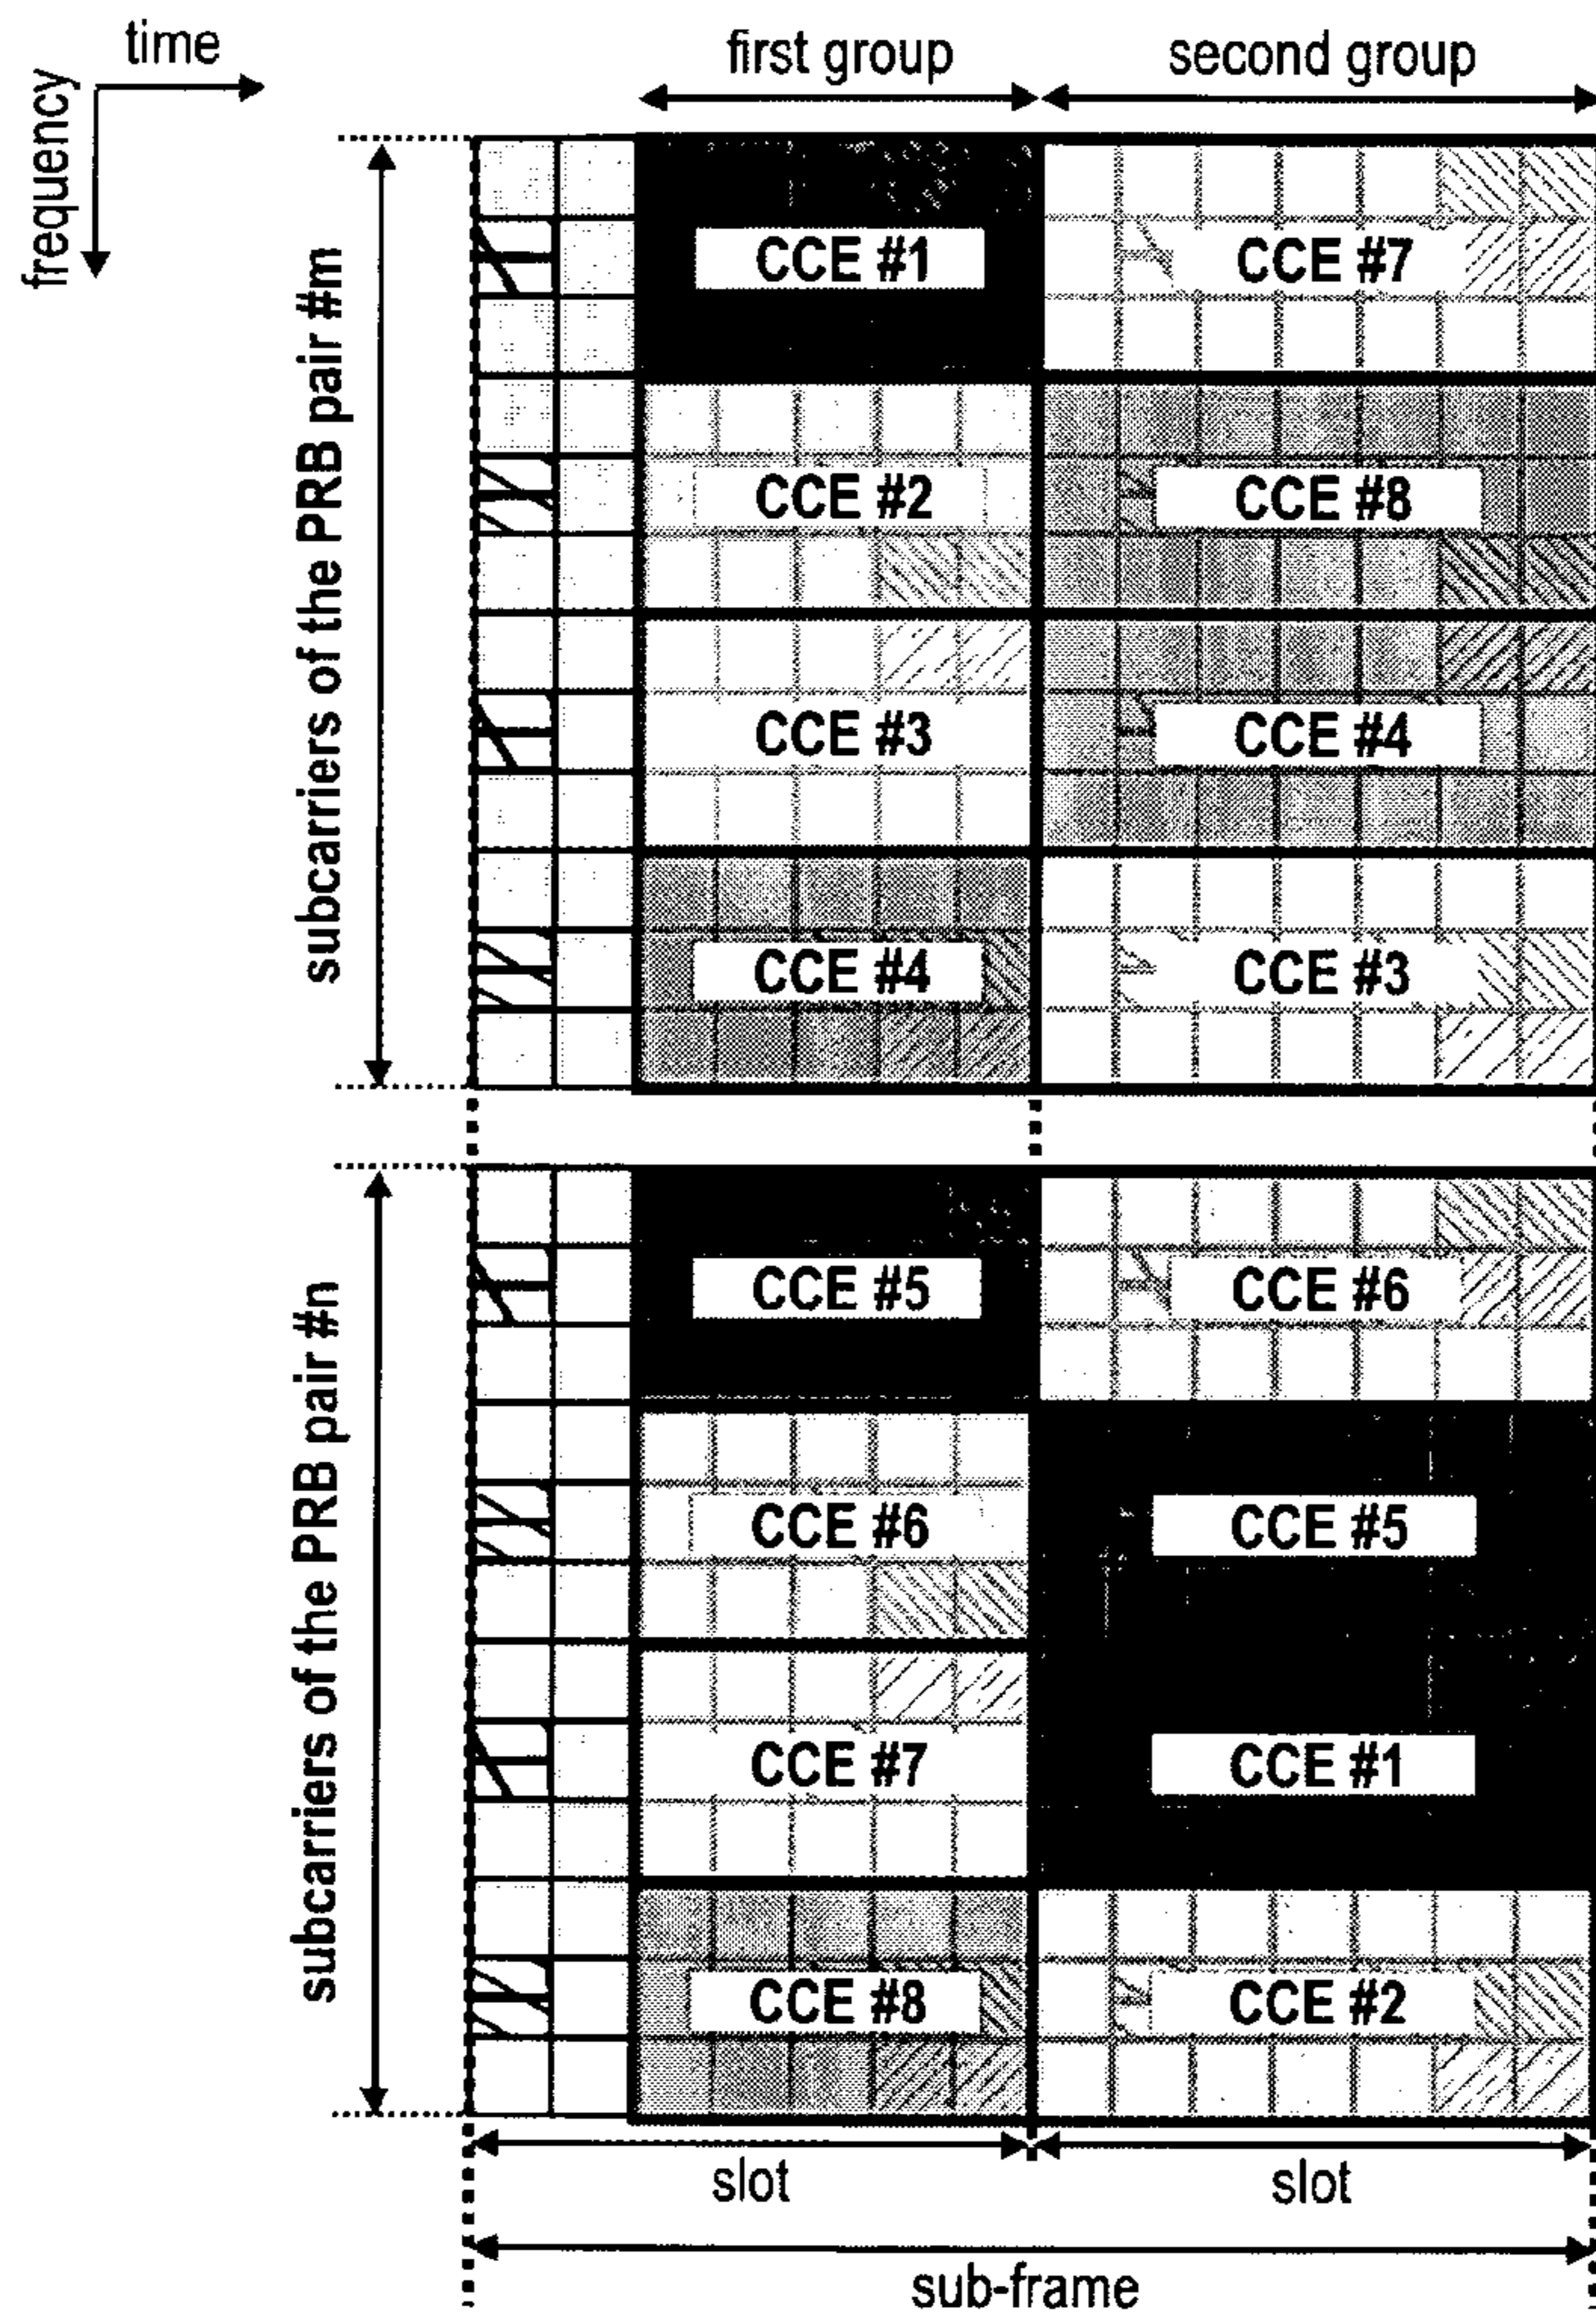 time
first group
second group
frequency
subcarriers of the PRB pair #m
CCE #1
CCE #7
CCE #2
CCE #8
CCE #3
CCE #4
CCE #4
CCE #3
subcarriers of the PRB pair #n
CCE #5
CCE #6
CCE #6
CCE #5
CCE #7
CCE #1
CCE #8
CCE #2
slot
slot
sub-frame